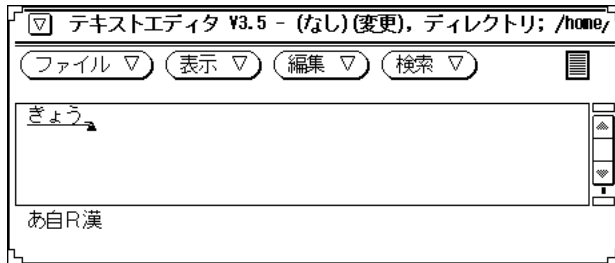 テキストエディタ V3.5 - (なし)(変更), ディレクトリ; /home/
ファイル ▽ 表示 ▽ 編集 ▽ 検索 ▽
きょう
あ自R漢